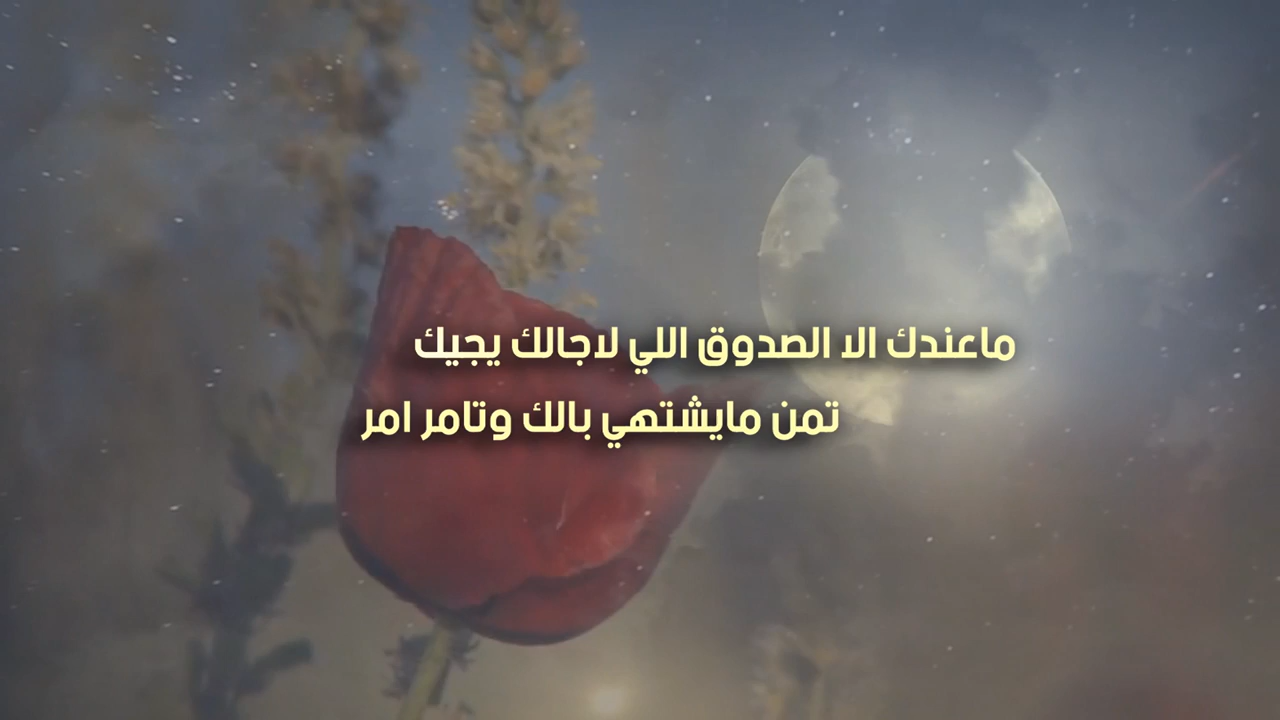 ماعندك الا الصدوق اللي لاجالك يجيك
تمن مايشتهي بالك وتامر امر